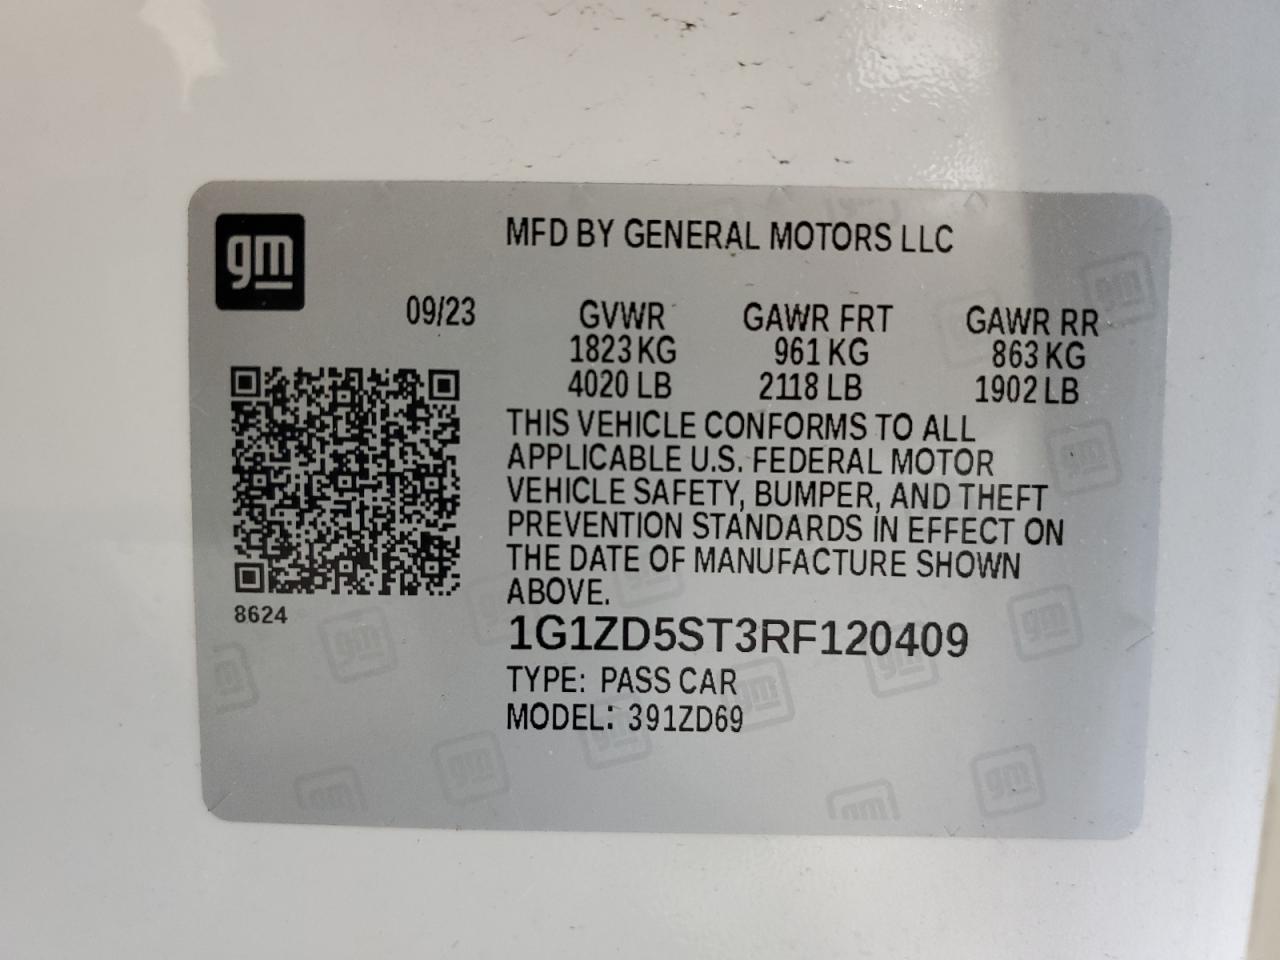 gm
MFD BY GENERAL MOTORS LLC
09/23
GVWR GAWR FRT GAWR RR
1823 KG 961 KG 863 KG
4020 LB 2118 LB 1902 LB
THIS VEHICLE CONFORMS TO ALL
APPLICABLE U.S. FEDERAL MOTOR
VEHICLE SAFETY, BUMPER, AND THEFT
PREVENTION STANDARDS IN EFFECT ON
THE DATE OF MANUFACTURE SHOWN
ABOVE.
8624
1G1ZD5ST3RF120409
TYPE: PASS CAR
MODEL: 391ZD69